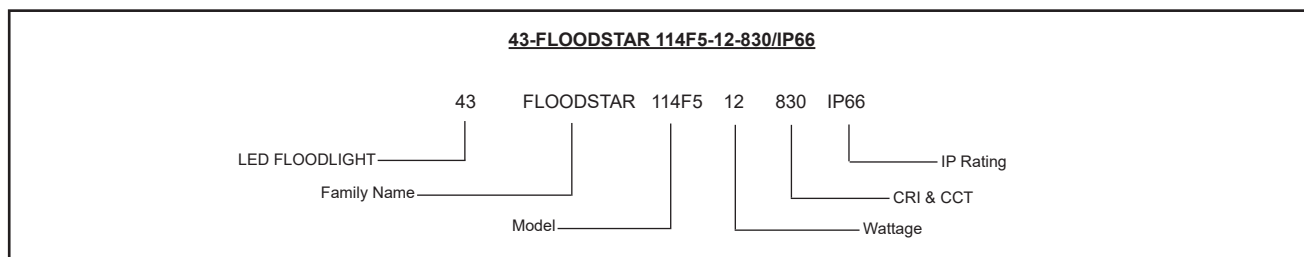 43-FLOODSTAR 114F5-12-830/IP66
43 FLOODSTAR 114F5 12 830 IP66
LED FLOODLIGHT
IP Rating
Family Name
CRI & CCT
Model
Wattage